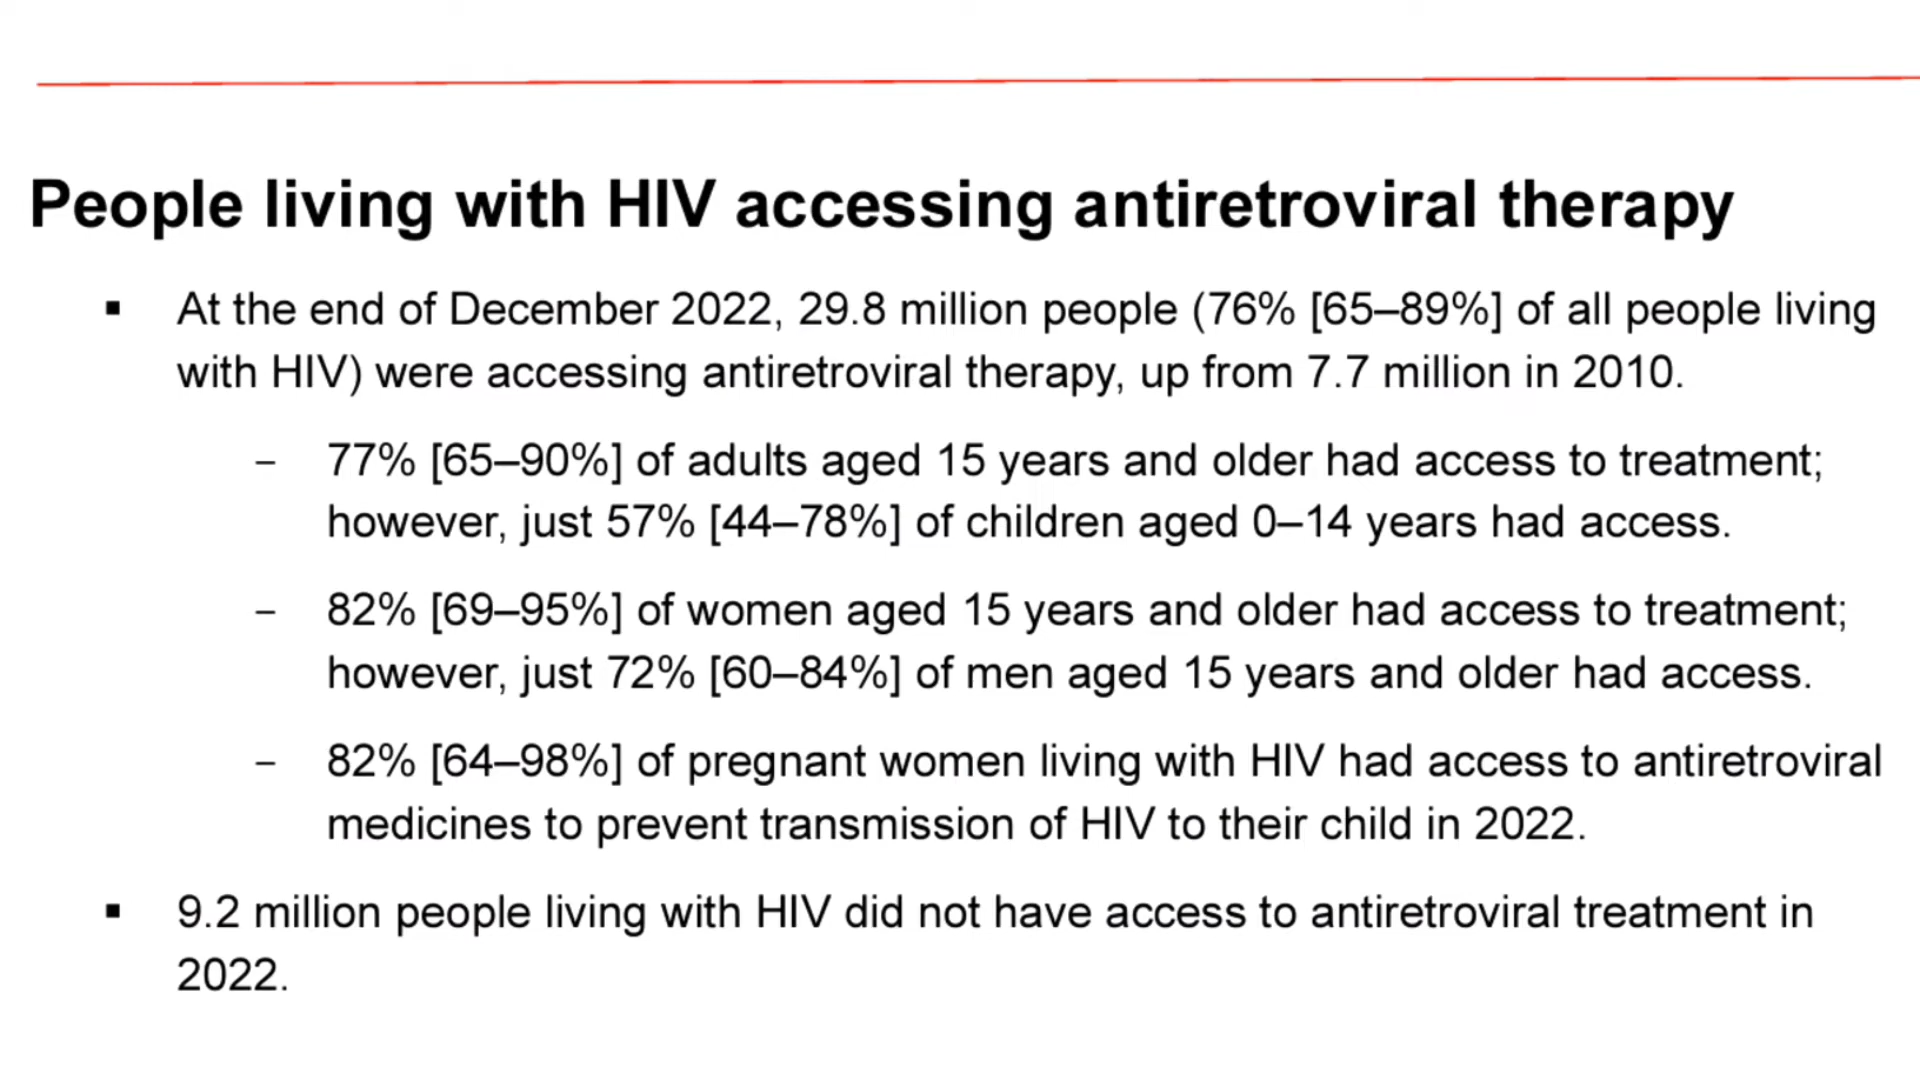 People living with HIV accessing antiretroviral therapy
▪ At the end of December 2022, 29.8 million people (76% [65–89%] of all people living
with HIV) were accessing antiretroviral therapy, up from 7.7 million in 2010.
– 77% [65–90%] of adults aged 15 years and older had access to treatment;
however, just 57% [44–78%] of children aged 0–14 years had access.
– 82% [69–95%] of women aged 15 years and older had access to treatment;
however, just 72% [60–84%] of men aged 15 years and older had access.
– 82% [64–98%] of pregnant women living with HIV had access to antiretroviral
medicines to prevent transmission of HIV to their child in 2022.
▪ 9.2 million people living with HIV did not have access to antiretroviral treatment in
2022.